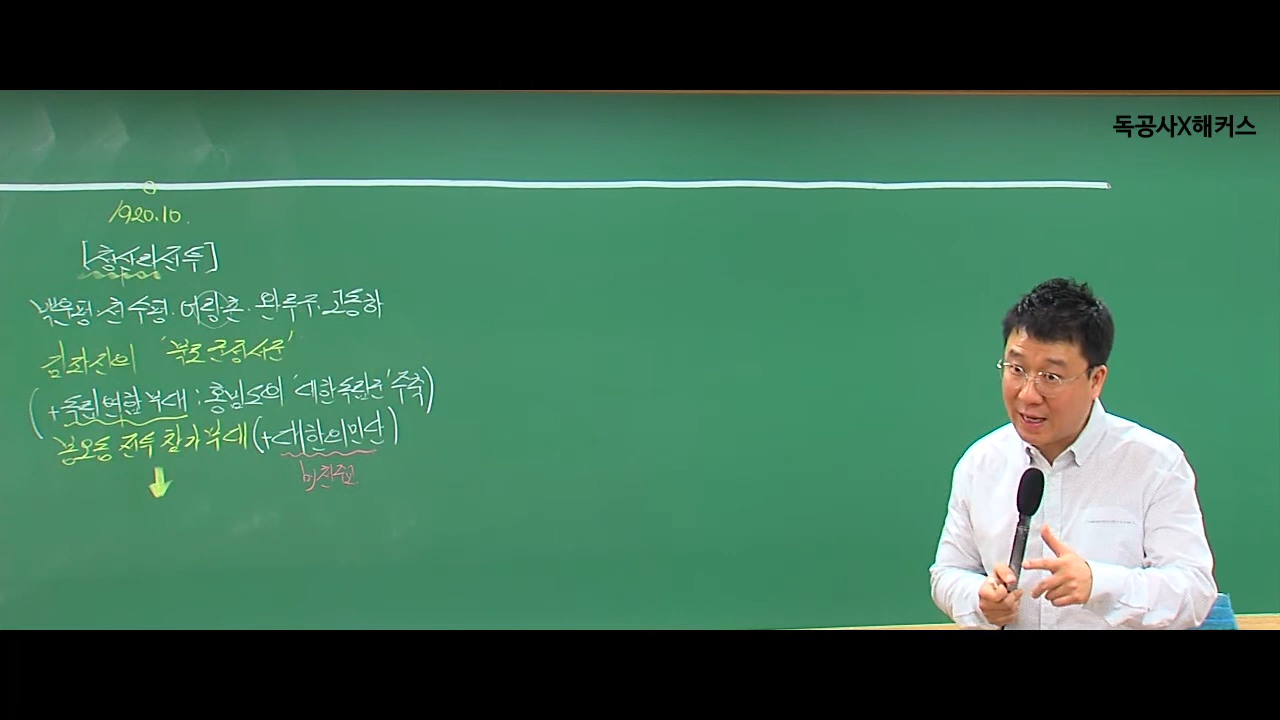 독공사X해커스
③
1920.10.
[청산리전투]
백운평·천수평·어랑촌·완루구·고동하
김좌진의 '북로군정서군'
(+독립연합부대 : 홍범도의 '대한독립군' 주축)
봉오동 전투 참가부대(+대한의민단)
비천주교